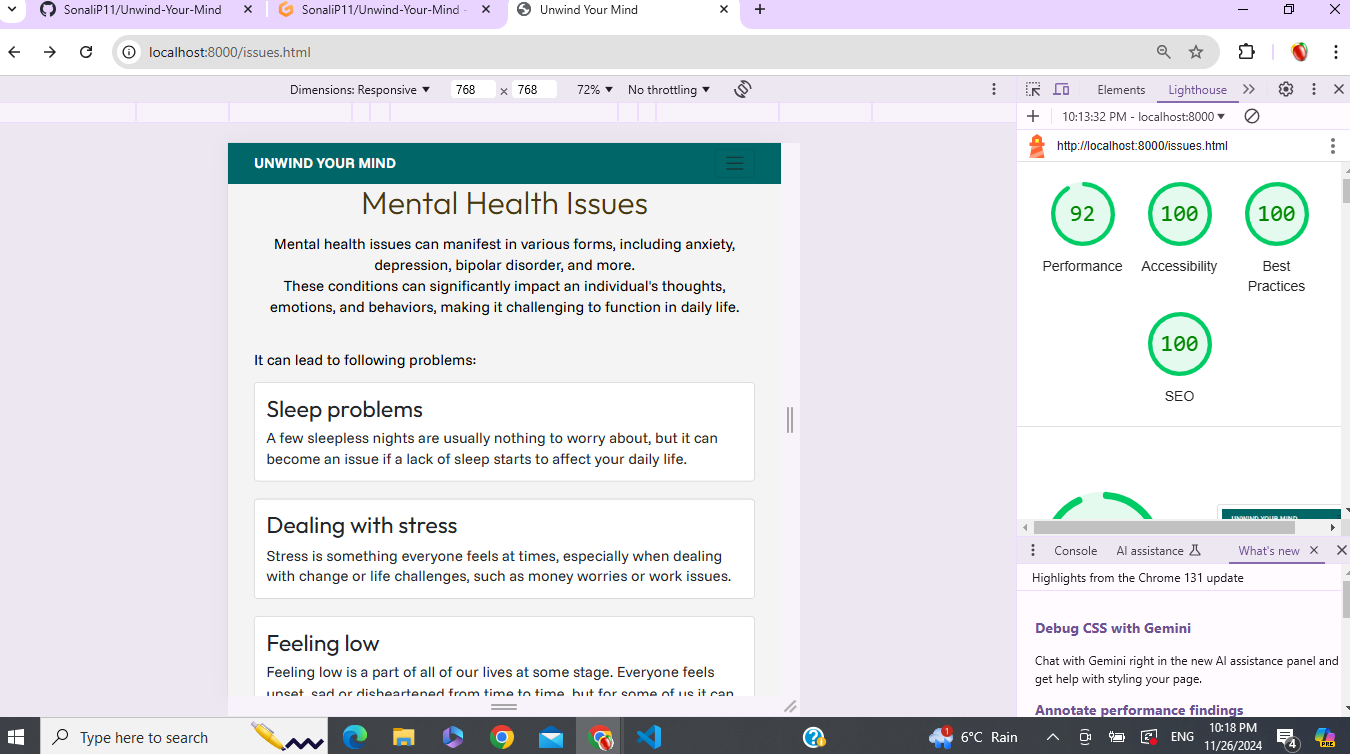 SonaliP11/Unwind-Your-Mind
SonaliP11/Unwind-Your-Mind -
Unwind Your Mind
localhost:8000/issues.html
Dimensions: Responsive
768 x 768
72%
No throttling
Elements
Lighthouse
10:13:32 PM - localhost:8000
http://localhost:8000/issues.html
UNWIND YOUR MIND
Mental Health Issues
Mental health issues can manifest in various forms, including anxiety,
depression, bipolar disorder, and more.
These conditions can significantly impact an individual's thoughts,
emotions, and behaviors, making it challenging to function in daily life.
It can lead to following problems:
Sleep problems
A few sleepless nights are usually nothing to worry about, but it can
become an issue if a lack of sleep starts to affect your daily life.
Dealing with stress
Stress is something everyone feels at times, especially when dealing
with change or life challenges, such as money worries or work issues.
Feeling low
Feeling low is a part of all of our lives at some stage. Everyone feels
upset, sad or disheartened from time to time, but for some of us it can
92
Performance
100
Accessibility
100
Best
Practices
100
SEO
UNWIND YOUR MIND
Console
AI assistance
What's new
Highlights from the Chrome 131 update
Debug CSS with Gemini
Chat with Gemini right in the new AI assistance panel and
get help with styling your page.
Annotate performance findings
Type here to search
1
6°C Rain
ENG
10:18 PM
11/26/2024
4
PRE